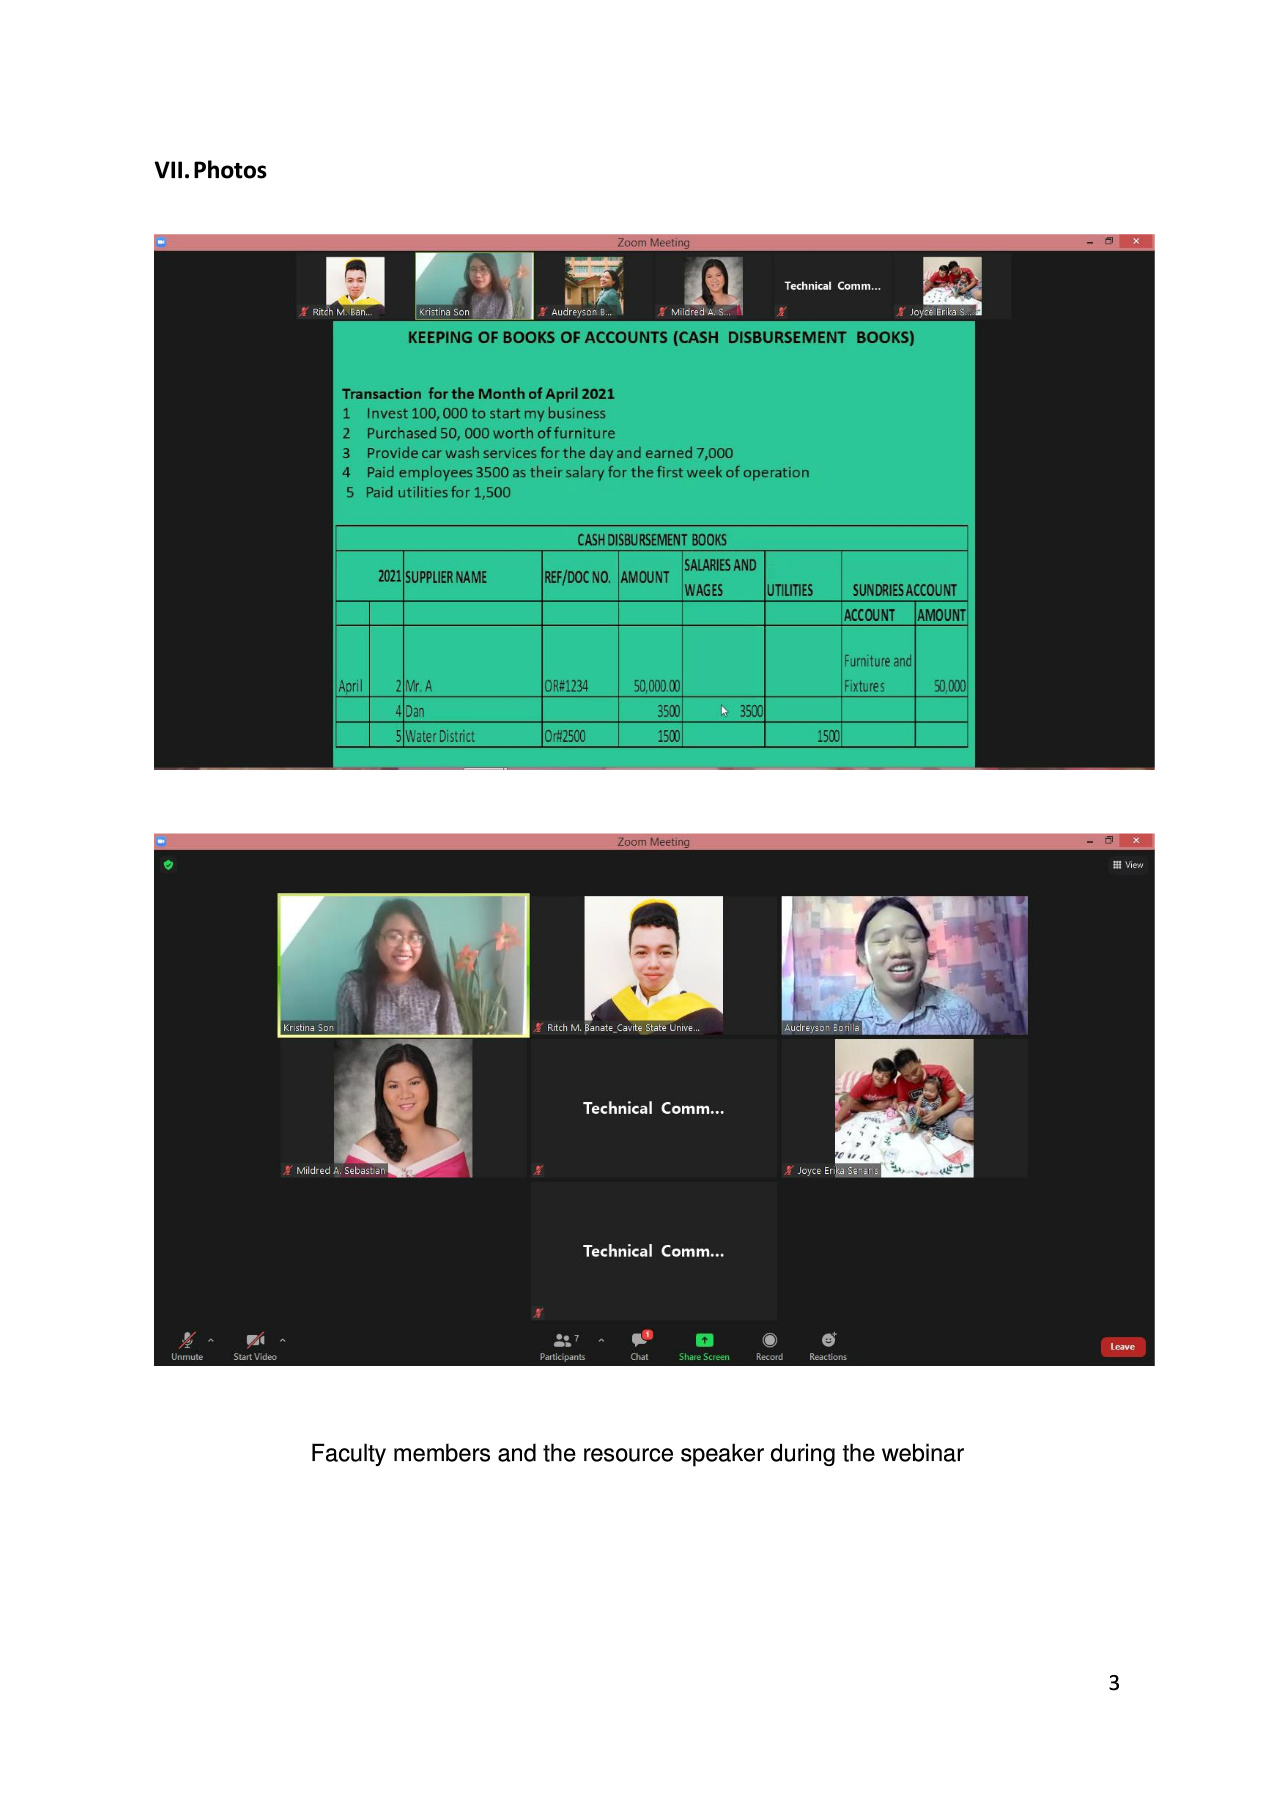 VII. Photos
Zoom Meeting
Technical Comm...
Ritch M. Ban...
Kristina Son
Audreyson B...
Mildred A. S...
Joyce Erika S...
KEEPING OF BOOKS OF ACCOUNTS (CASH DISBURSEMENT BOOKS)
Transaction for the Month of April 2021
1 Invest 100, 000 to start my business
2 Purchased 50, 000 worth of furniture
3 Provide car wash services for the day and earned 7,000
4 Paid employees 3500 as their salary for the first week of operation
5 Paid utilities for 1,500
CASH DISBURSEMENT BOOKS
2021 SUPPLIER NAME REF/DOC NO. AMOUNT SALARIES AND WAGES UTILITIES SUNDRIES ACCOUNT
ACCOUNT AMOUNT
April 2 Mr. A OR#1234 50,000.00 Furniture and Fixtures 50,000
4 Dan 3500 3500
5 Water District Or#2500 1500 1500
Zoom Meeting
View
Kristina Son
Ritch M. Banate_Cavite State Unive...
Audreyson Borilla
Technical Comm...
Mildred A. Sebastian
Joyce Erika Senaris
Technical Comm...
7
1
Unmute
Start Video
Participants
Chat
Share Screen
Record
Reactions
Leave
Faculty members and the resource speaker during the webinar
3